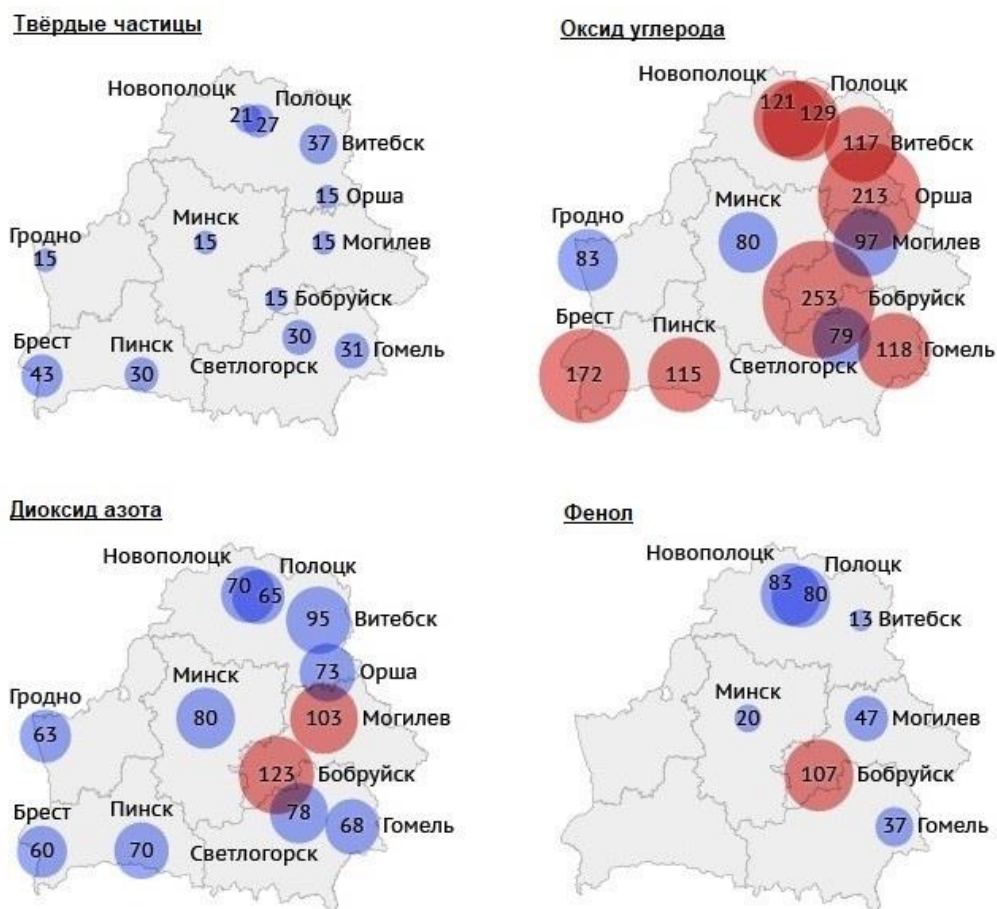 Твёрдые частицы
Новополоцк
Полоцк
21
27
37 Витебск
15 Орша
Минск
15
15 Могилев
Гродно
15
15 Бобруйск
30
31 Гомель
Светлогорск
Брест
43
Пинск
30
Оксид углерода
Новополоцк
Полоцк
121
129
117 Витебск
213 Орша
Минск
80
97 Могилев
Гродно
83
253 Бобруйск
79
118 Гомель
Светлогорск
Брест
172
Пинск
115
Диоксид азота
Новополоцк
Полоцк
70
65
95 Витебск
73 Орша
Минск
80
103 Могилев
Гродно
63
123 Бобруйск
78
68 Гомель
Светлогорск
Брест
60
Пинск
70
Фенол
Новополоцк
Полоцк
83
80
13 Витебск
Минск
20
47 Могилев
107 Бобруйск
37 Гомель